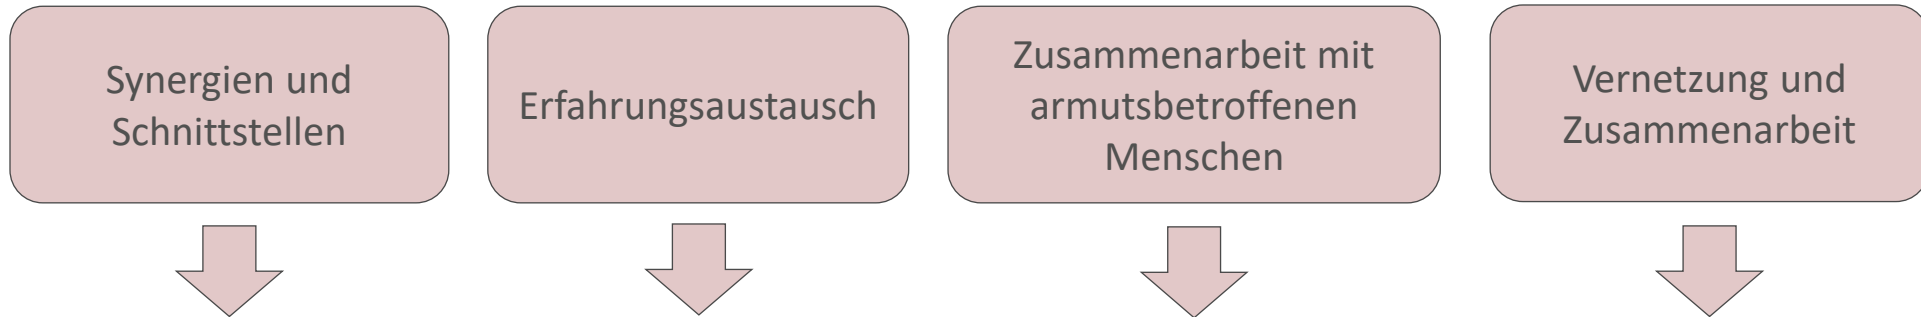 Synergien und
Schnittstellen
Erfahrungsaustausch
Zusammenarbeit mit
armutsbetroffenen
Menschen
Vernetzung und
Zusammenarbeit